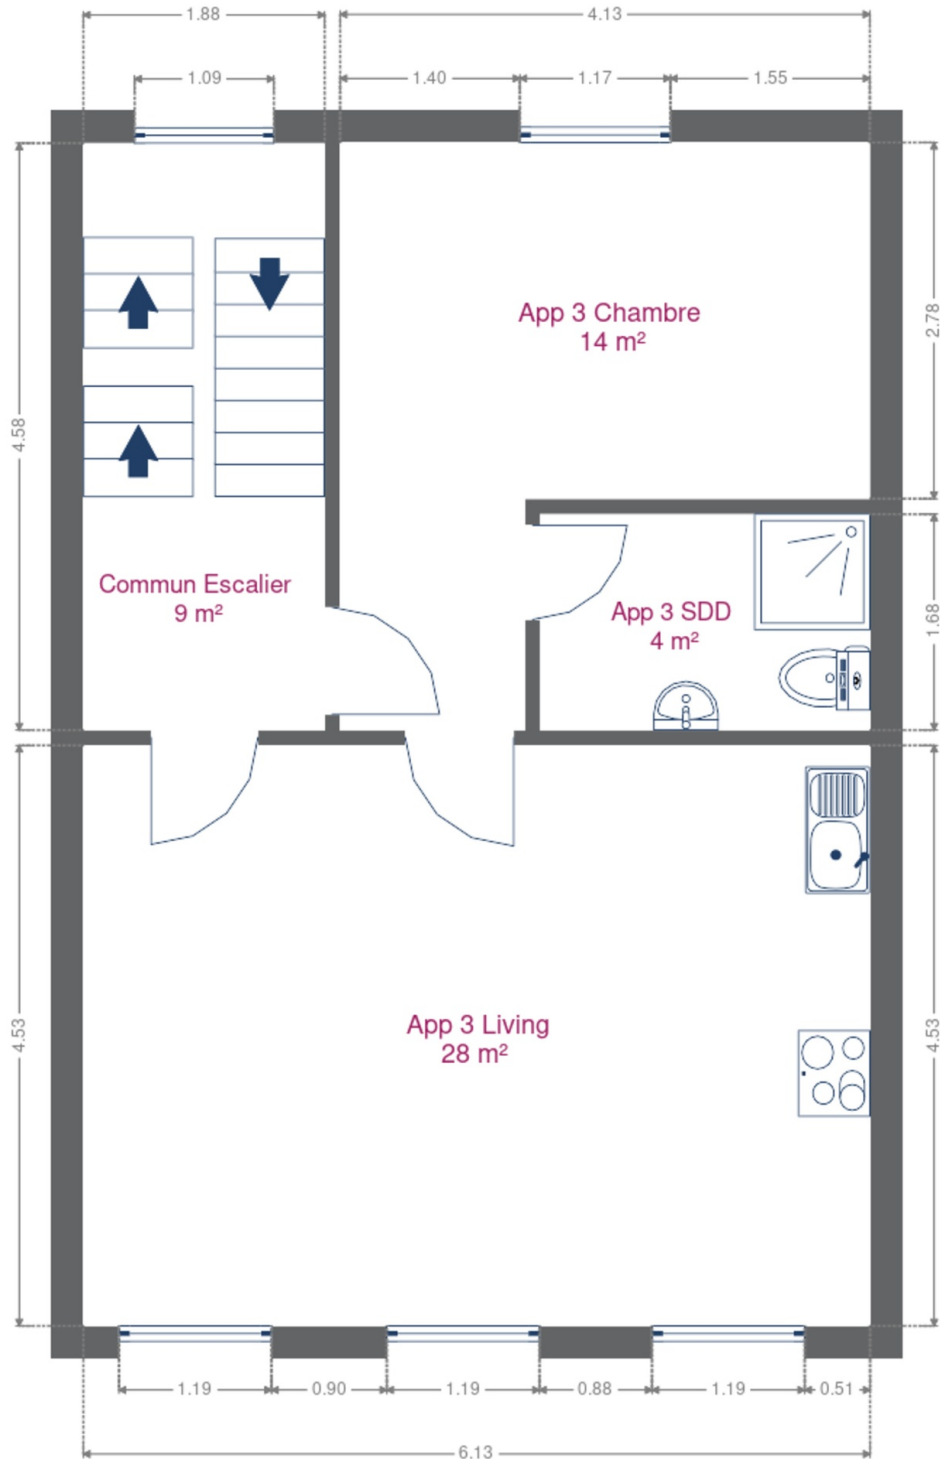 1.88
4.13
1.09
1.40
1.17
1.55
4.58
2.78
App 3 Chambre
14 m²
Commun Escalier
9 m²
App 3 SDD
4 m²
1.68
4.53
App 3 Living
28 m²
4.53
1.19
0.90
1.19
0.88
1.19
0.51
6.13